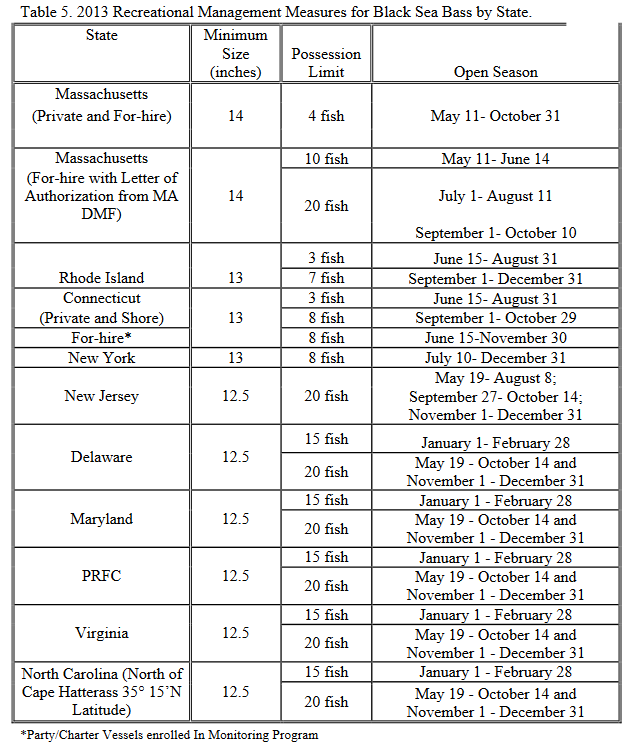 Table 5. 2013 Recreational Management Measures for Black Sea Bass by State.
State
Minimum
Size
(inches)
Possession
Limit
Open Season
Massachusetts
(Private and For-hire)
14
4 fish
May 11- October 31
Massachusetts
(For-hire with Letter of
Authorization from MA
DMF)
14
10 fish
May 11- June 14
20 fish
July 1- August 11
September 1- October 10
Rhode Island
13
3 fish
June 15- August 31
7 fish
September 1- December 31
Connecticut
(Private and Shore)
13
3 fish
June 15- August 31
8 fish
September 1- October 29
For-hire*
8 fish
June 15-November 30
New York
13
8 fish
July 10- December 31
New Jersey
12.5
20 fish
May 19- August 8;
September 27- October 14;
November 1- December 31
Delaware
12.5
15 fish
January 1- February 28
20 fish
May 19 - October 14 and
November 1 - December 31
Maryland
12.5
15 fish
January 1 - February 28
20 fish
May 19 - October 14 and
November 1 - December 31
PRFC
12.5
15 fish
January 1 - February 28
20 fish
May 19 - October 14 and
November 1 - December 31
Virginia
12.5
15 fish
January 1 - February 28
20 fish
May 19 - October 14 and
November 1 - December 31
North Carolina (North of
Cape Hatterass 35° 15’N
Latitude)
12.5
15 fish
January 1 - February 28
20 fish
May 19 - October 14 and
November 1 - December 31
*Party/Charter Vessels enrolled In Monitoring Program